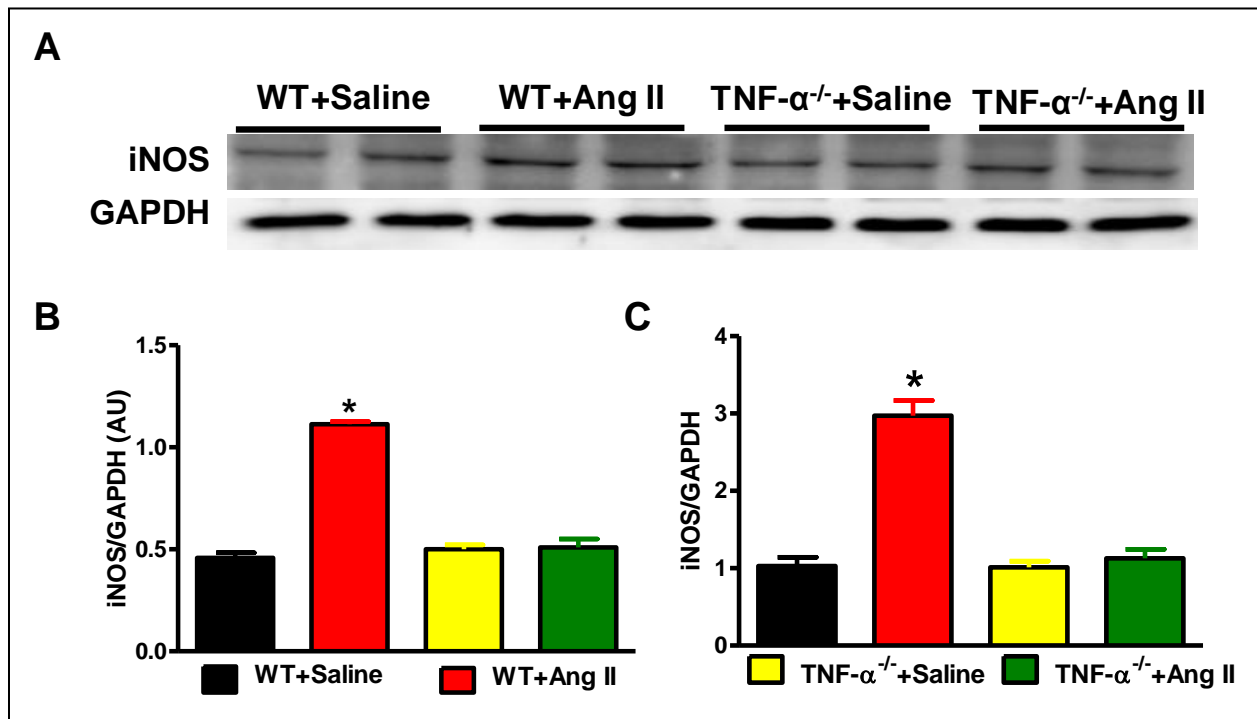 A
WT+Saline WT+Ang II TNF-α-/-+Saline TNF-α-/-+Ang II
iNOS
GAPDH
B
iNOS/GAPDH (AU)
1.5
1.0
0.5
0.0
*
WT+Saline WT+Ang II
C
iNOS/GAPDH
4
3
2
1
0
*
TNF-α-/-+Saline TNF-α-/-+Ang II